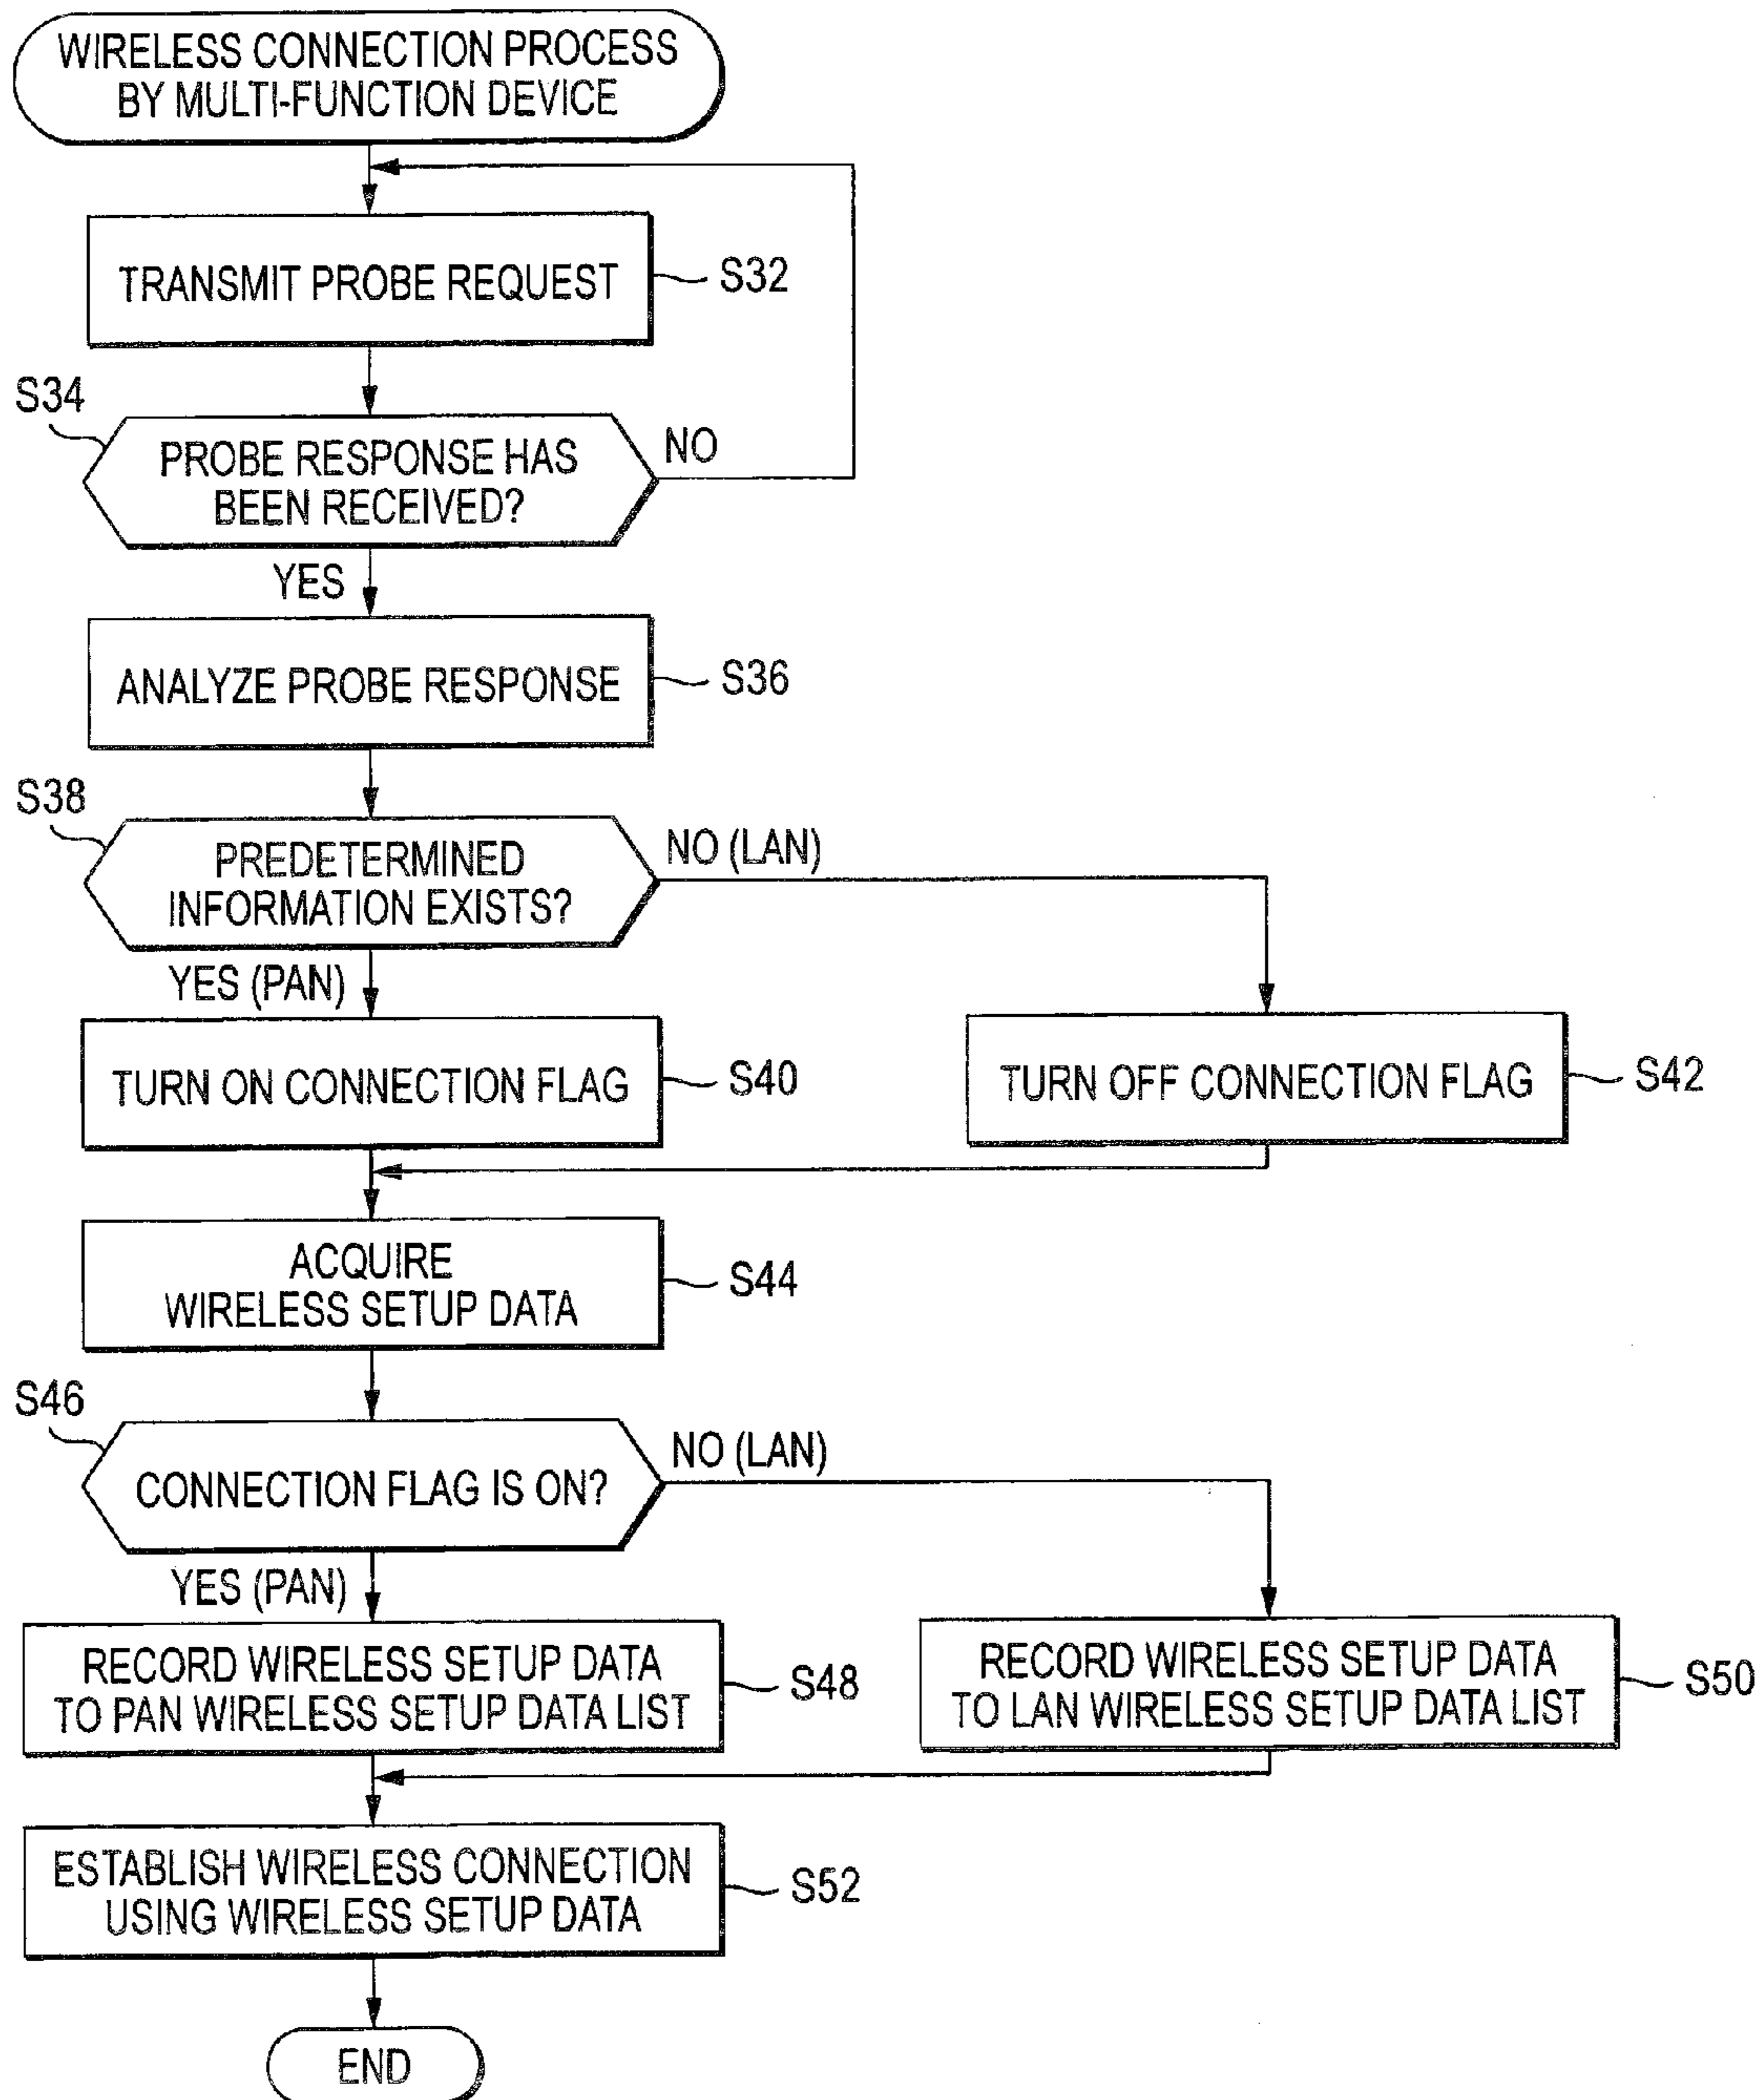 WIRELESS CONNECTION PROCESS
BY MULTI-FUNCTION DEVICE
TRANSMIT PROBE REQUEST
S32
S34
PROBE RESPONSE HAS
BEEN RECEIVED?
NO
YES
ANALYZE PROBE RESPONSE
S36
S38
PREDETERMINED
INFORMATION EXISTS?
NO (LAN)
YES (PAN)
TURN ON CONNECTION FLAG
S40
TURN OFF CONNECTION FLAG
S42
ACQUIRE
WIRELESS SETUP DATA
S44
S46
CONNECTION FLAG IS ON?
NO (LAN)
YES (PAN)
RECORD WIRELESS SETUP DATA
TO PAN WIRELESS SETUP DATA LIST
S48
RECORD WIRELESS SETUP DATA
TO LAN WIRELESS SETUP DATA LIST
S50
ESTABLISH WIRELESS CONNECTION
USING WIRELESS SETUP DATA
S52
END